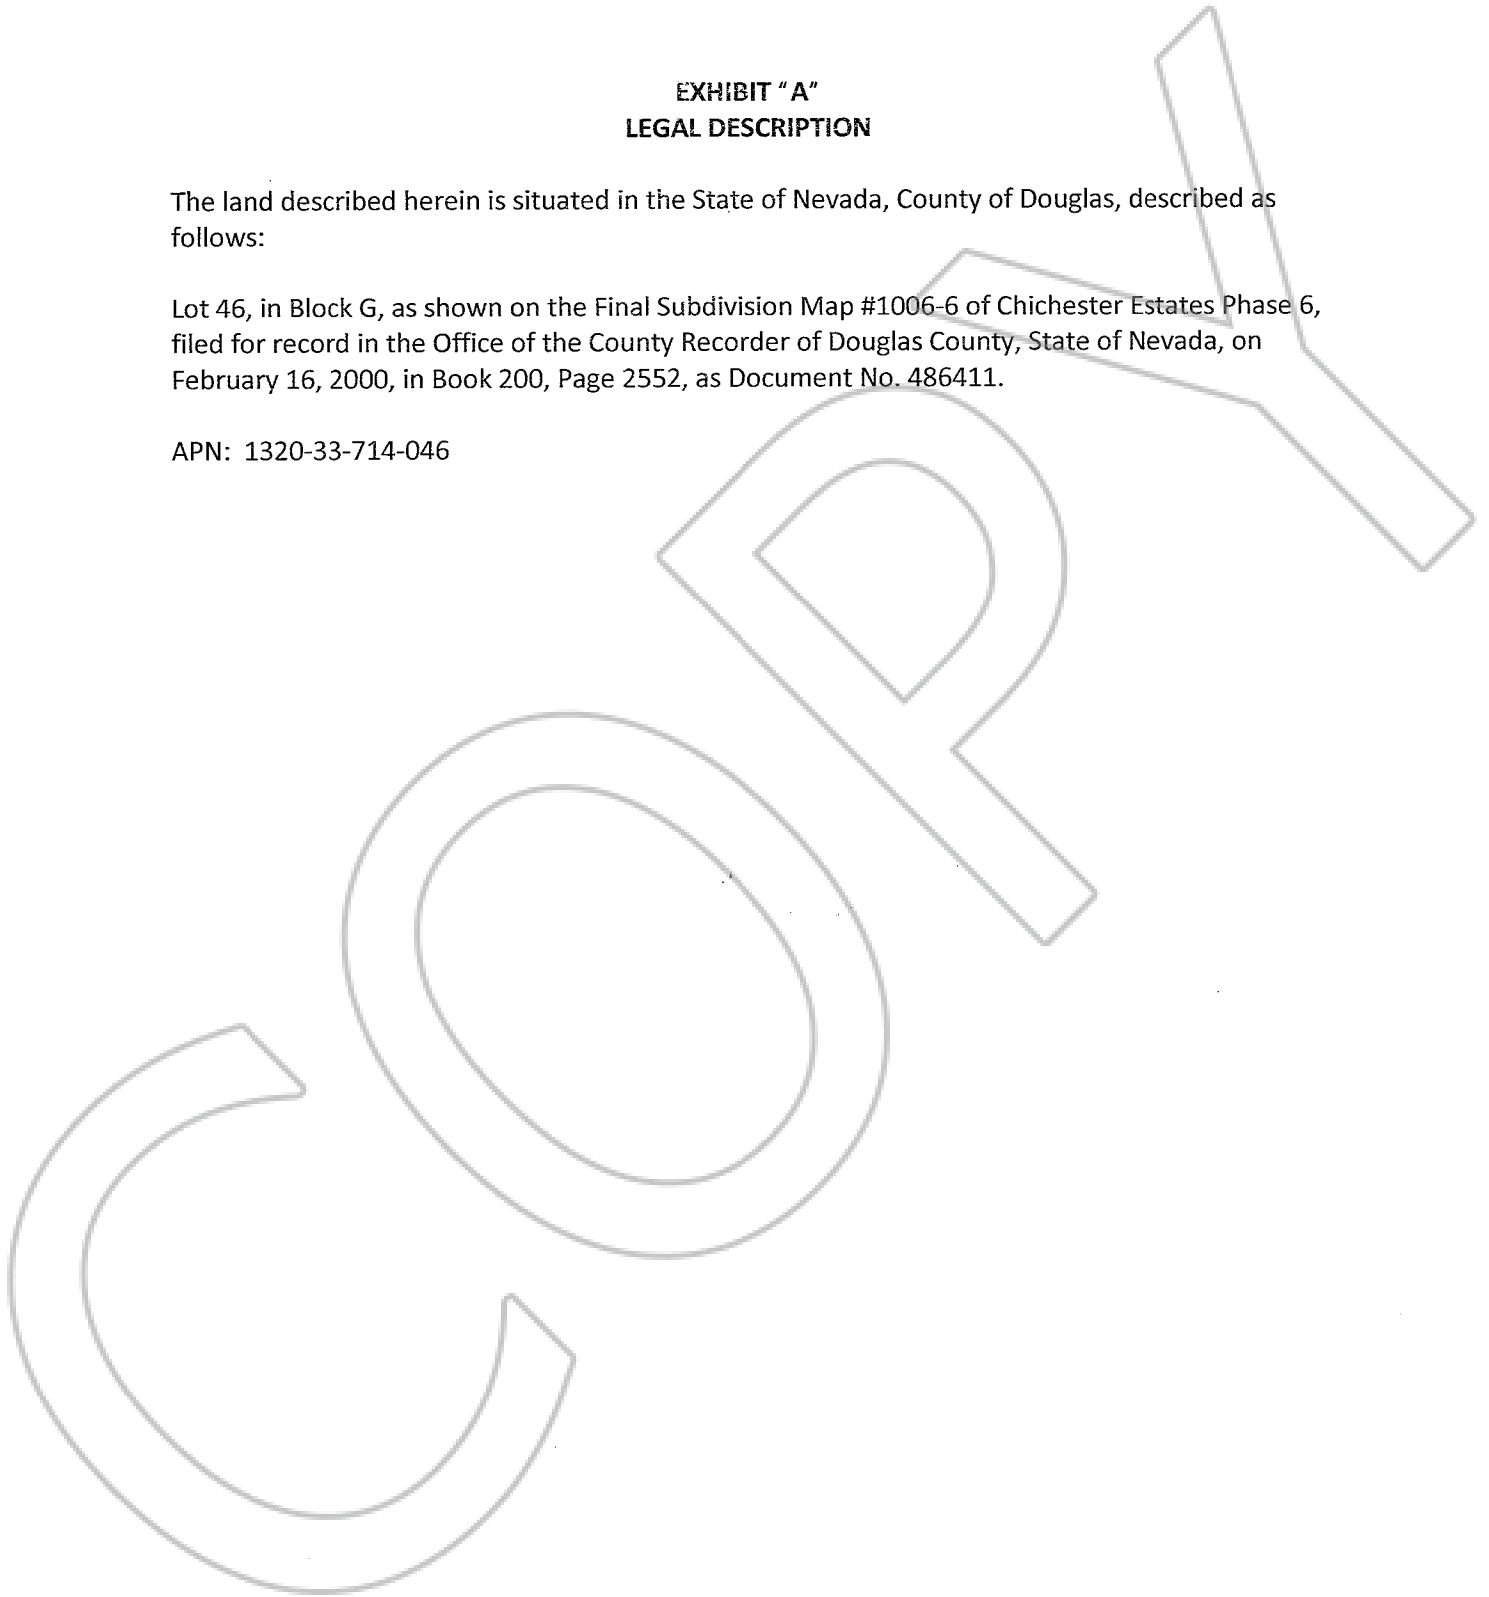 EXHIBIT “A”
LEGAL DESCRIPTION
The land described herein is situated in the State of Nevada, County of Douglas, described as
follows:
Lot 46, in Block G, as shown on the Final Subdivision Map #1006-6 of Chichester Estates Phase 6,
filed for record in the Office of the County Recorder of Douglas County, State of Nevada, on
February 16, 2000, in Book 200, Page 2552, as Document No. 486411.
APN: 1320-33-714-046
COPY